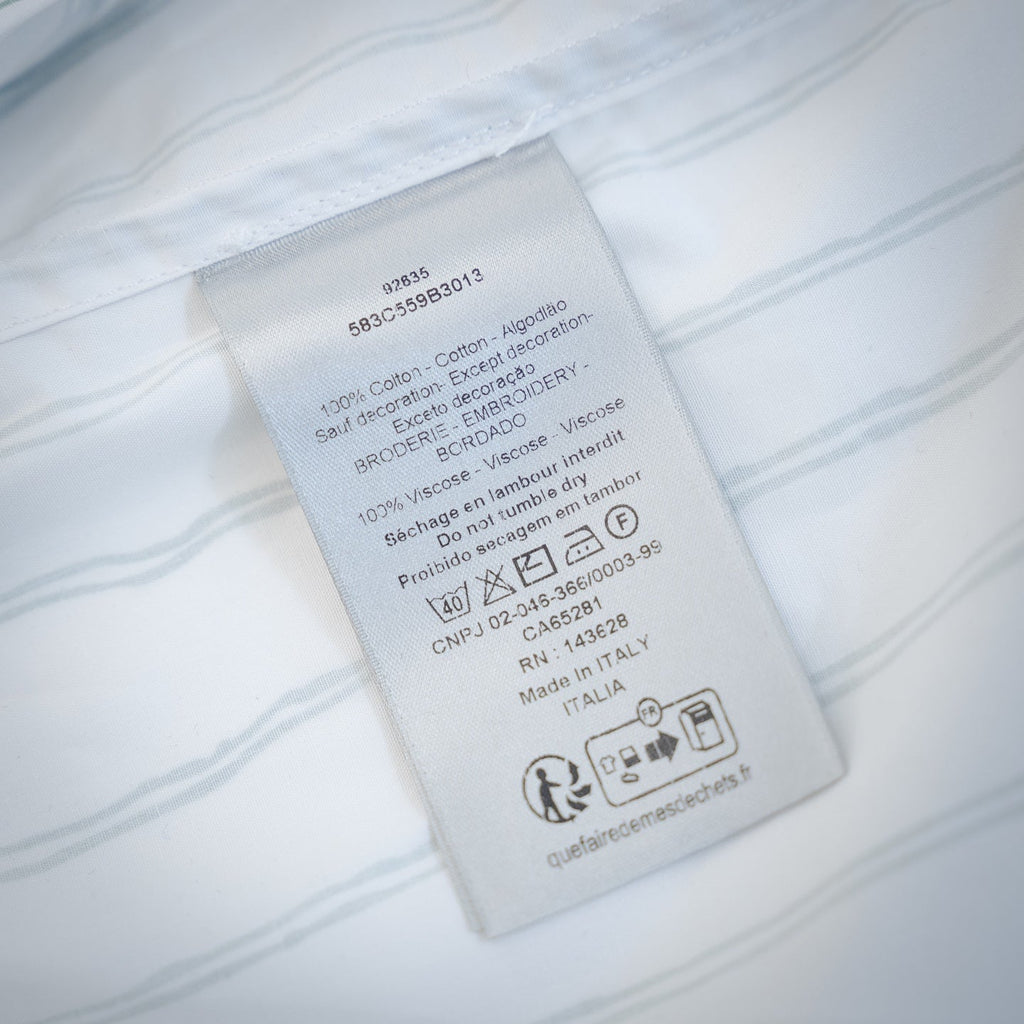 92835
583C559B3013
100% Coton - Cotton - Algodlão
Sauf decoration- Except decoration-
Exceto decoração
BRODERIE - EMBROIDERY -
BORDADO
100% Viscose - Viscose - Viscose
Séchage en tambour interdit
Do not tumble dry
Proibido secagem em tambor
40 F
CNPJ 02-046-366/0003-99
CA65281
RN : 143628
Made In ITALY
ITALIA
FR
quefairedemesdechets.fr